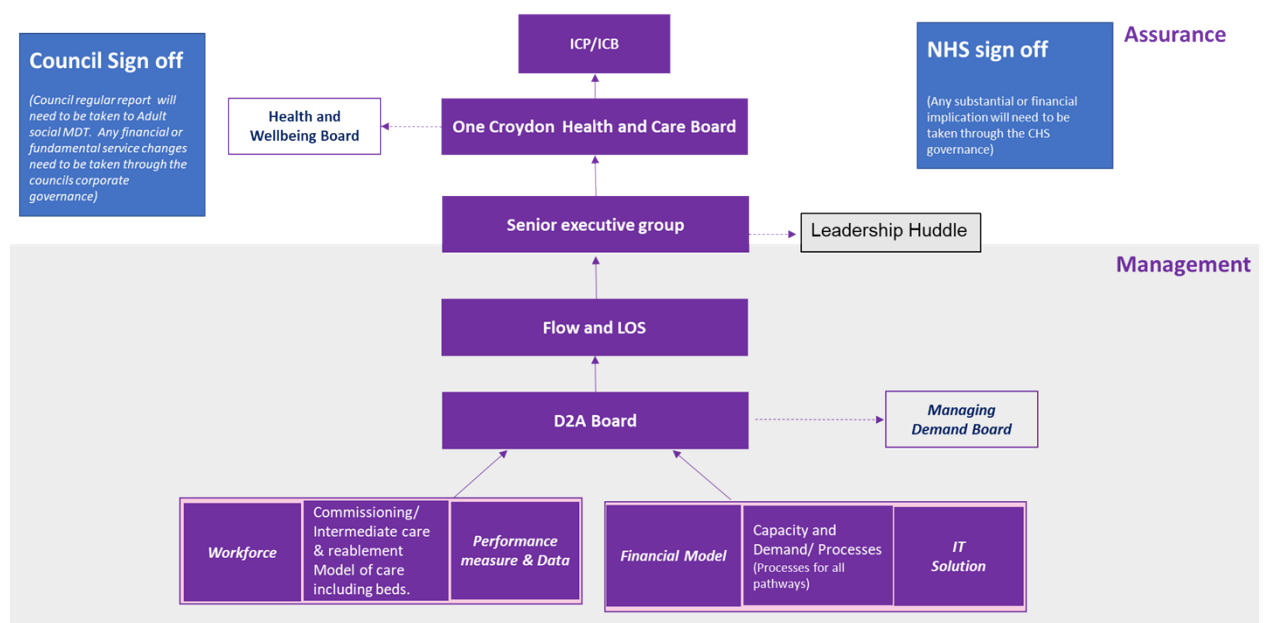 ICP/ICB
Assurance
Council Sign off
(Council regular report will
need to be taken to Adult
social MDT. Any financial or
fundamental service changes
need to be taken through the
councils corporate
governance)
NHS sign off
(Any substantial or financial
implication will need to be
taken through the CHS
governance)
Health and
Wellbeing Board
One Croydon Health and Care Board
Senior executive group
Leadership Huddle
Management
Flow and LOS
D2A Board
Managing
Demand Board
Workforce
Commissioning/
Intermediate care
& reablement
Model of care
including beds.
Performance
measure & Data
Financial Model
Capacity and
Demand/ Processes
(Processes for all
pathways)
IT
Solution